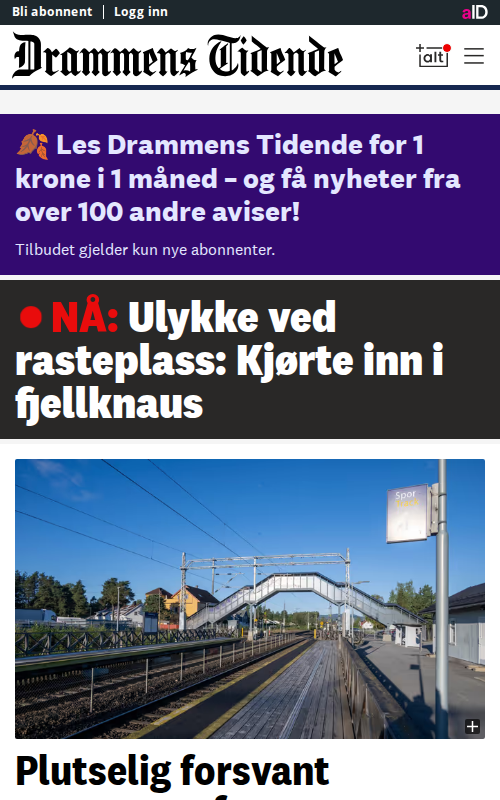 Bli abonnent | Logg inn
aID
Drammens Tidende
+alt
🍂 Les Drammens Tidende for 1
krone i 1 måned – og få nyheter fra
over 100 andre aviser!
Tilbudet gjelder kun nye abonnenter.
NÅ: Ulykke ved
rasteplass: Kjørte inn i
fjellknaus
Spor
Plutselig forsvant